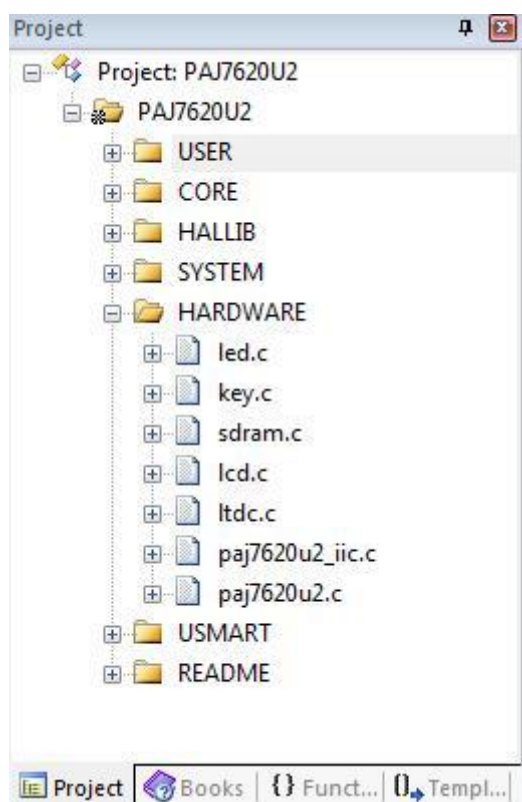 Project
Project: PAJ7620U2
PAJ7620U2
USER
CORE
HALLIB
SYSTEM
HARDWARE
led.c
key.c
sdram.c
lcd.c
ltdc.c
paj7620u2_iic.c
paj7620u2.c
USMART
README
Project Books {} Funct... 0 Templ...